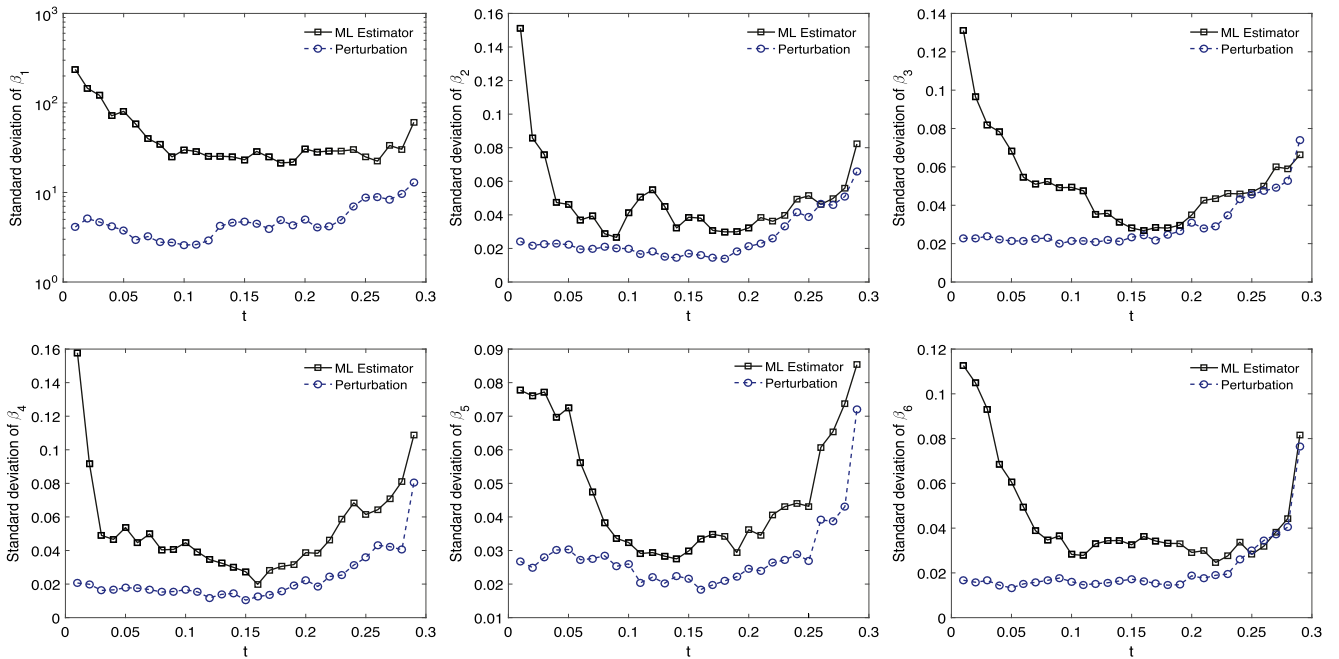 Standard deviation of β1
10^3
10^2
10^1
10^0
ML Estimator
Perturbation
0 0.05 0.1 0.15 0.2 0.25 0.3
t
Standard deviation of β2
0.16
0.14
0.12
0.1
0.08
0.06
0.04
0.02
0
ML Estimator
Perturbation
0 0.05 0.1 0.15 0.2 0.25 0.3
t
Standard deviation of β3
0.14
0.12
0.1
0.08
0.06
0.04
0.02
0
ML Estimator
Perturbation
0 0.05 0.1 0.15 0.2 0.25 0.3
t
Standard deviation of β4
0.16
0.14
0.12
0.1
0.08
0.06
0.04
0.02
0
ML Estimator
Perturbation
0 0.05 0.1 0.15 0.2 0.25 0.3
t
Standard deviation of β5
0.09
0.08
0.07
0.06
0.05
0.04
0.03
0.02
0.01
ML Estimator
Perturbation
0 0.05 0.1 0.15 0.2 0.25 0.3
t
Standard deviation of β6
0.12
0.1
0.08
0.06
0.04
0.02
0
ML Estimator
Perturbation
0 0.05 0.1 0.15 0.2 0.25 0.3
t